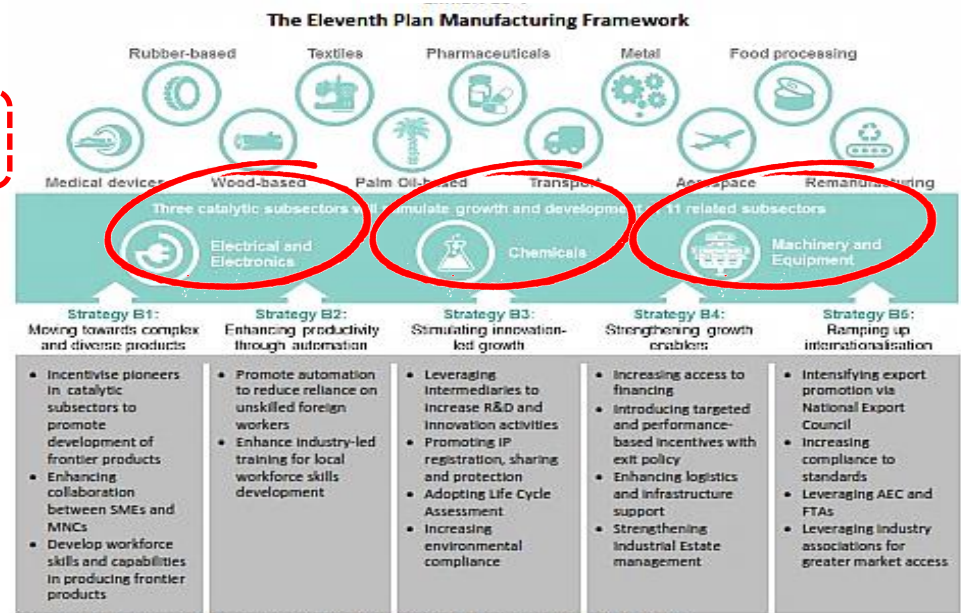 The Eleventh Plan Manufacturing Framework
Rubber-based
Textiles
Pharmaceuticals
Metal
Food processing
Medical devices
Wood-based
Palm Oil-based
Transport
Aerospace
Remanufacturing
Three catalytic subsectors will stimulate growth and development 11 related subsectors
Electrical and
Electronics
Chemicals
Machinery and
Equipment
Strategy B1:
Moving towards complex
and diverse products
Strategy B2:
Enhancing productivity
through automation
Strategy B3:
Stimulating innovation-
led growth
Strategy B4:
Strengthening growth
enablers
Strategy B5:
Ramping up
internationalisation
• Incentivise pioneers
in catalytic
subsectors to
promote
development of
frontier products
• Enhancing
collaboration
between SMEs and
MNCs
• Develop workforce
skills and capabilities
in producing frontier
products
• Promote automation
to reduce reliance on
unskilled foreign
workers
• Enhance industry-led
training for local
workforce skills
development
• Leveraging
intermediaries to
increase R&D and
innovation activities
• Promoting IP
registration, sharing
and protection
• Adopting Life Cycle
Assessment
• Increasing
environmental
compliance
• Increasing access to
financing
• Introducing targeted
and performance-
based incentives with
exit policy
• Enhancing logistics
and infrastructure
support
• Strengthening
Industrial Estate
management
• Intensifying export
promotion via
National Export
Council
• Increasing
compliance to
standards
• Leveraging AEC and
FTAs
• Leveraging industry
associations for
greater market access